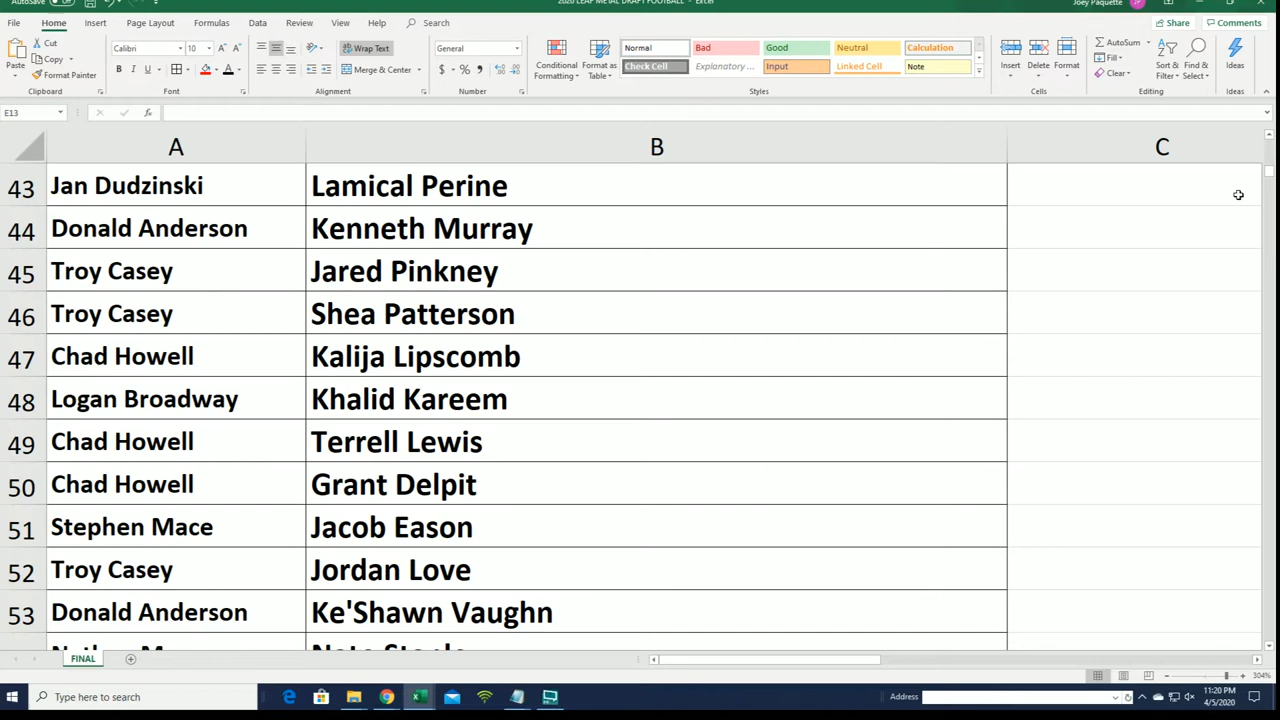 AutoSave
2020 LEAF METAL DRAFT FOOTBALL - Excel
Joey Paquette
JP
File Home Insert Page Layout Formulas Data Review View Help Search Share Comments
Paste
Cut
Copy
Format Painter
Calibri 10
Wrap Text
Merge & Center
General
Conditional Formatting
Format as Table
Normal Bad Good Neutral Calculation
Check Cell Explanatory ... Input Linked Cell Note
Insert Delete Format
AutoSum
Fill
Clear
Sort & Filter
Find & Select
Ideas
Clipboard Font Alignment Number Styles Cells Editing Ideas
E13
A B C
43 Jan Dudzinski Lamical Perine
44 Donald Anderson Kenneth Murray
45 Troy Casey Jared Pinkney
46 Troy Casey Shea Patterson
47 Chad Howell Kalija Lipscomb
48 Logan Broadway Khalid Kareem
49 Chad Howell Terrell Lewis
50 Chad Howell Grant Delpit
51 Stephen Mace Jacob Eason
52 Troy Casey Jordan Love
53 Donald Anderson Ke'Shawn Vaughn
FINAL
304%
Type here to search
Address
11:20 PM
4/5/2020